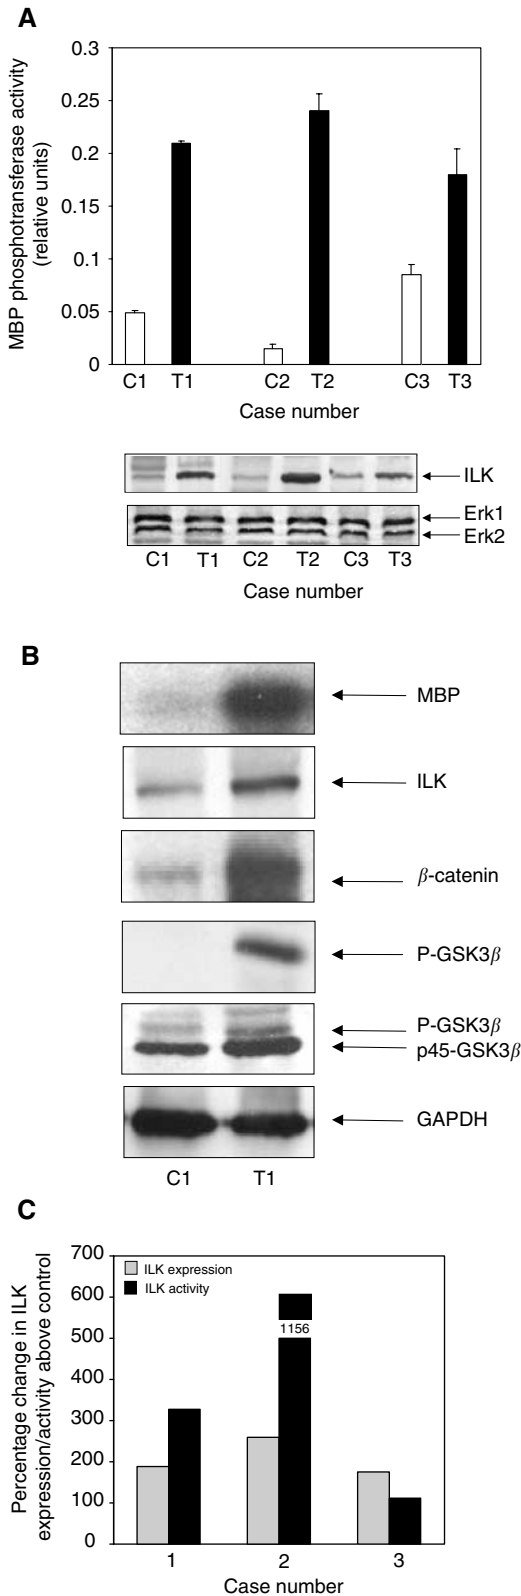 A
MBP phosphotransferase activity
(relative units)
0.3
0.25
0.2
0.15
0.1
0.05
0
C1 T1 C2 T2 C3 T3
Case number
ILK
Erk1
Erk2
C1 T1 C2 T2 C3 T3
Case number
B
MBP
ILK
β-catenin
P-GSK3β
P-GSK3β
p45-GSK3β
GAPDH
C1 T1
C
Percentage change in ILK
expression/activity above control
700
600
500
400
300
200
100
0
ILK expression
ILK activity
1156
1 2 3
Case number